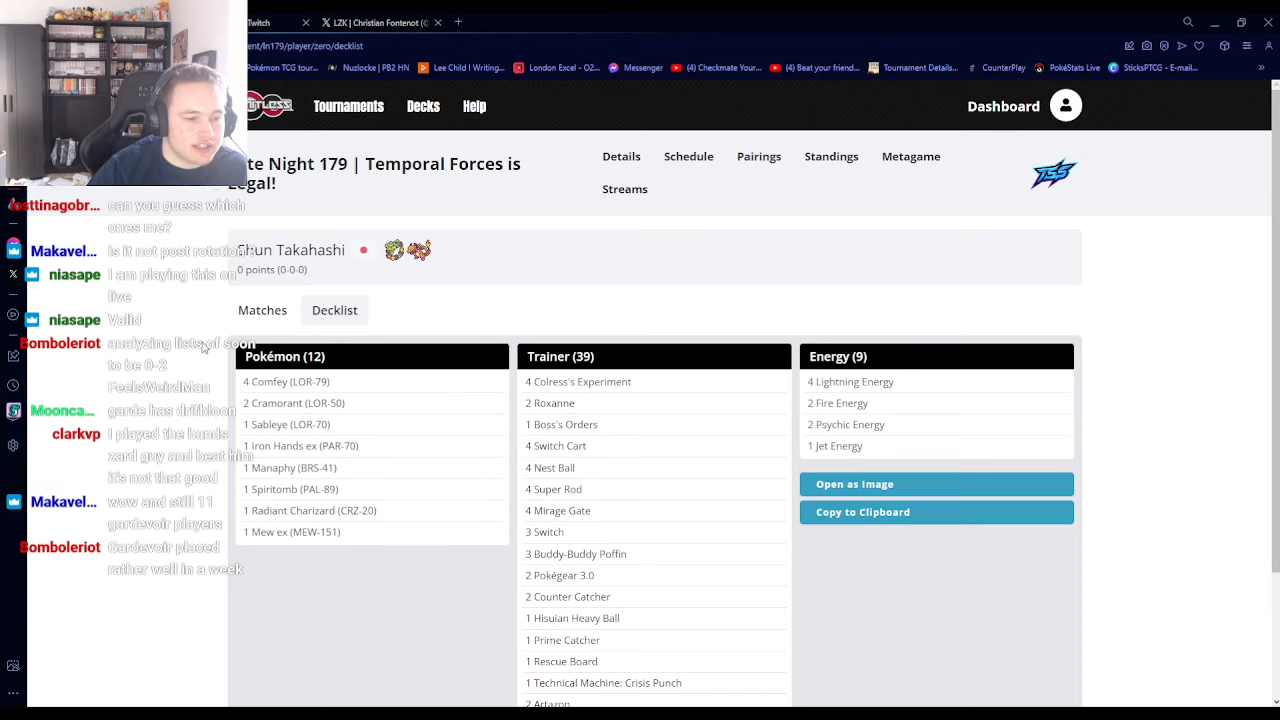 Twitch
LZK | Christian Fontenot (
ent/ln179/player/zero/decklist
Pokémon TCG tour...
Nuzlocke | PB2 HN
Lee Child | Writing...
London Excel - O2...
Messenger
(4) Checkmate Your...
(4) Beat your friend...
Tournament Details...
CounterPlay
PokéStats Live
SticksPTCG - E-mail...
Tournaments
Decks
Help
Dashboard
te Night 179 | Temporal Forces is
Legal!
Details
Schedule
Pairings
Standings
Metagame
Streams
TSS
Shun Takahashi
0 points (0-0-0)
Matches
Decklist
losttinagobr... can you guess which
ones me?
Makavel... Is it not post rotation?
niasape I am playing this on
live
niasape Valid
Bomboleriot analyzing lists of soon
to be 0-2
FeelsWeirdMan
Moonca... garde has drifbloon
clarkvp I played the hands
zard guy and beat him
it's not that good
Makavel... wow and still 11
gardevoir players
Bomboleriot Gardevoir placed
rather well in a week
Pokémon (12)
4 Comfey (LOR-79)
2 Cramorant (LOR-50)
1 Sableye (LOR-70)
1 Iron Hands ex (PAR-70)
1 Manaphy (BRS-41)
1 Spiritomb (PAL-89)
1 Radiant Charizard (CRZ-20)
1 Mew ex (MEW-151)
Trainer (39)
4 Colress's Experiment
2 Roxanne
1 Boss's Orders
4 Switch Cart
4 Nest Ball
4 Super Rod
4 Mirage Gate
3 Switch
3 Buddy-Buddy Poffin
2 Pokégear 3.0
2 Counter Catcher
1 Hisuian Heavy Ball
1 Prime Catcher
1 Rescue Board
1 Technical Machine: Crisis Punch
2 Artazon
Energy (9)
4 Lightning Energy
2 Fire Energy
2 Psychic Energy
1 Jet Energy
Open as Image
Copy to Clipboard